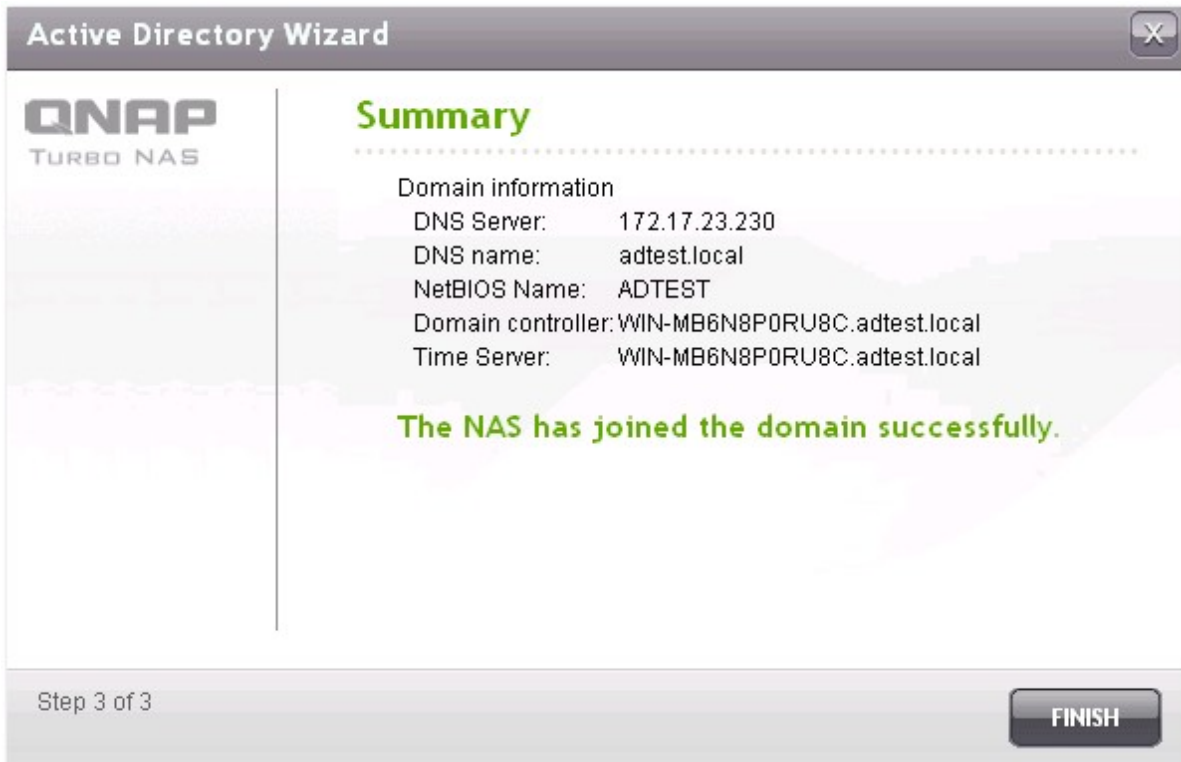 Active Directory Wizard
X
QNAP
TURBO NAS
Summary
Domain information
DNS Server: 172.17.23.230
DNS name: adtest.local
NetBIOS Name: ADTEST
Domain controller: WIN-MB6N8P0RU8C.adtest.local
Time Server: WIN-MB6N8P0RU8C.adtest.local
The NAS has joined the domain successfully.
Step 3 of 3
FINISH